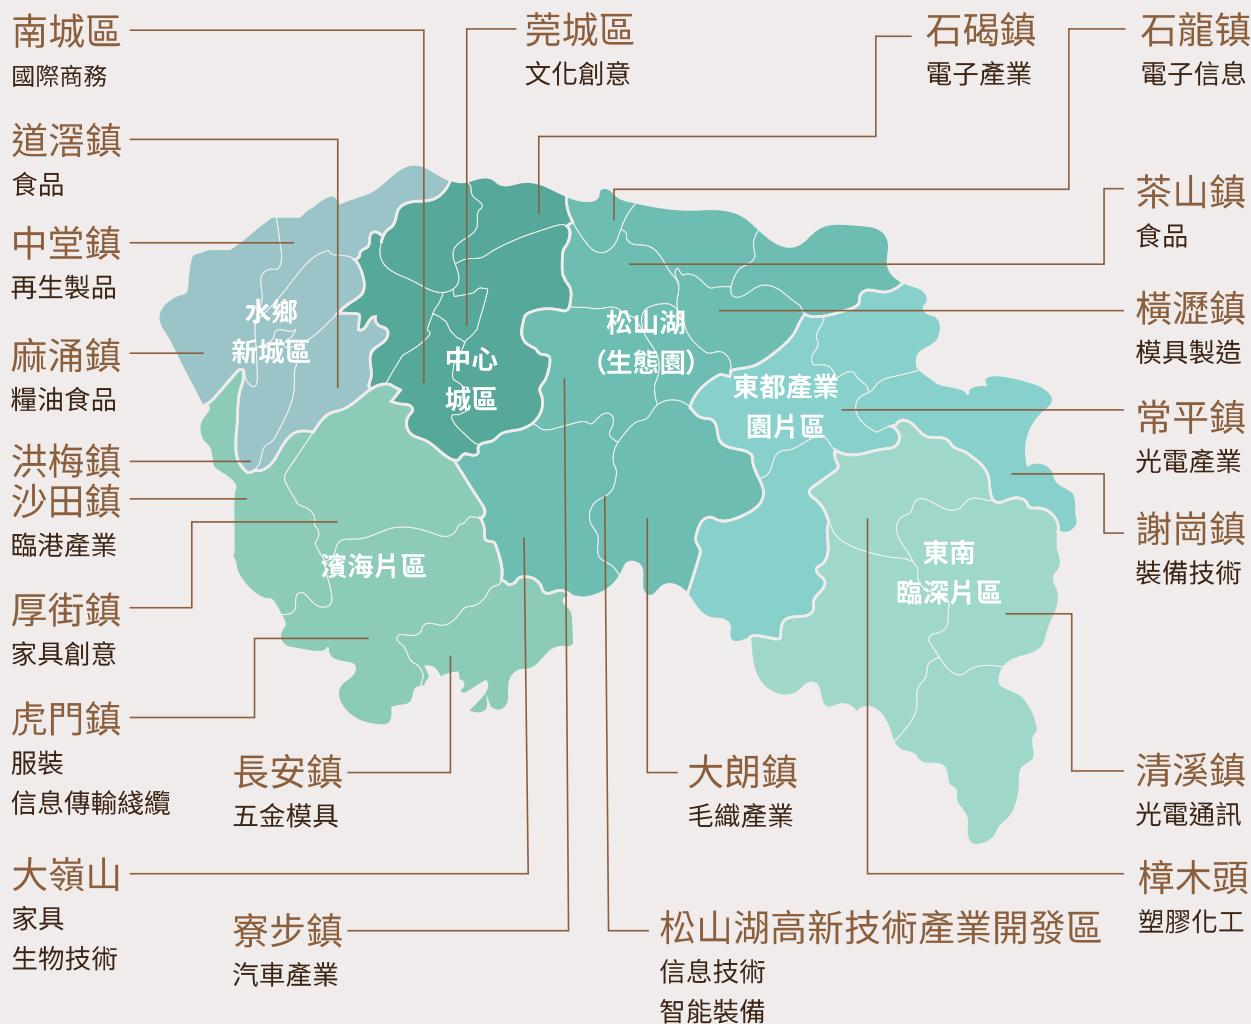 南城區
國際商務
道滘鎮
食品
中堂鎮
再生製品
麻涌鎮
糧油食品
洪梅鎮
沙田鎮
臨港產業
厚街鎮
家具創意
虎門鎮
服裝
信息傳輸綫纜
大嶺山
家具
生物技術
莞城區
文化創意
石碣鎮
電子產業
石龍镇
電子信息
茶山鎮
食品
橫瀝鎮
模具製造
常平鎮
光電產業
謝崗鎮
裝備技術
清溪鎮
光電通訊
樟木頭
塑膠化工
水鄉
新城區
中心
城區
松山湖
（生態園）
東都產業
園片區
濱海片區
東南
臨深片區
長安鎮
五金模具
寮步鎮
汽車產業
大朗鎮
毛織產業
松山湖高新技術產業開發區
信息技術
智能裝備